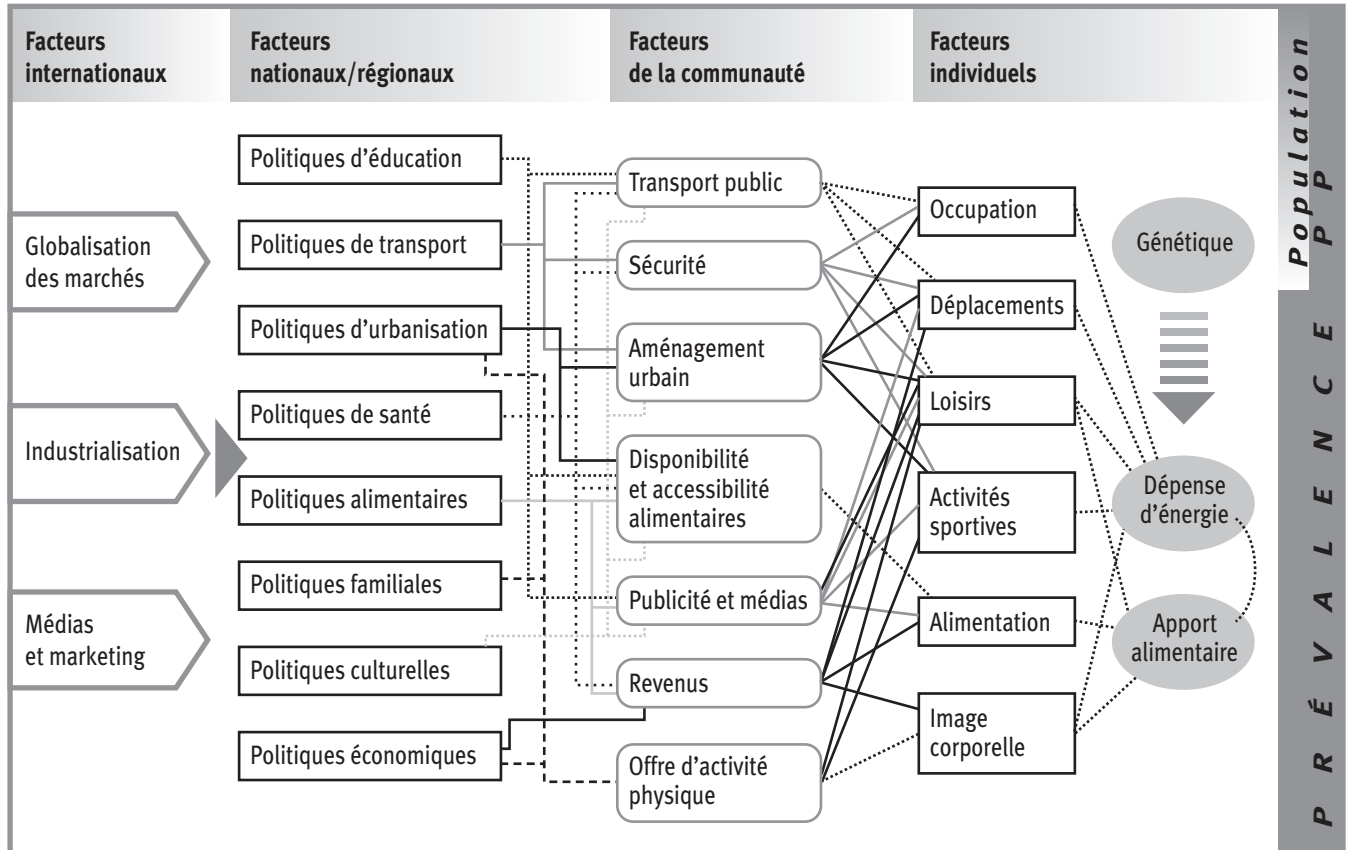 Facteurs
internationaux
Facteurs
nationaux/régionaux
Facteurs
de la communauté
Facteurs
individuels
Globalisation
des marchés
Industrialisation
Médias
et marketing
Politiques d'éducation
Politiques de transport
Politiques d'urbanisation
Politiques de santé
Politiques alimentaires
Politiques familiales
Politiques culturelles
Politiques économiques
Transport public
Sécurité
Aménagement
urbain
Disponibilité
et accessibilité
alimentaires
Publicité et médias
Revenus
Offre d'activité
physique
Occupation
Déplacements
Loisirs
Activités
sportives
Alimentation
Image
corporelle
Génétique
Dépense
d'énergie
Apport
alimentaire
Population
PRÉVALENCE PP